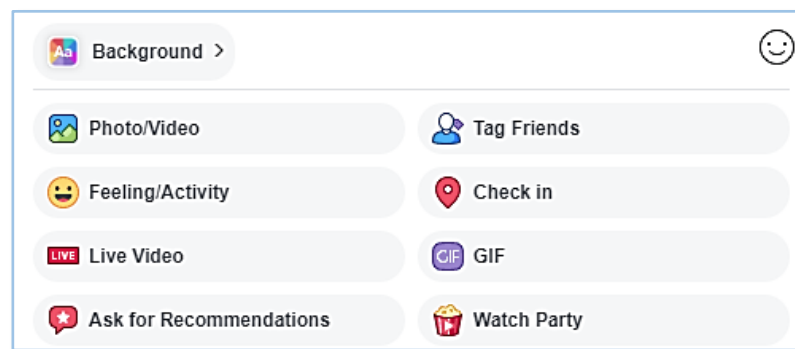 Aa Background >
Photo/Video
Tag Friends
Feeling/Activity
Check in
LIVE Live Video
GIF GIF
Ask for Recommendations
Watch Party